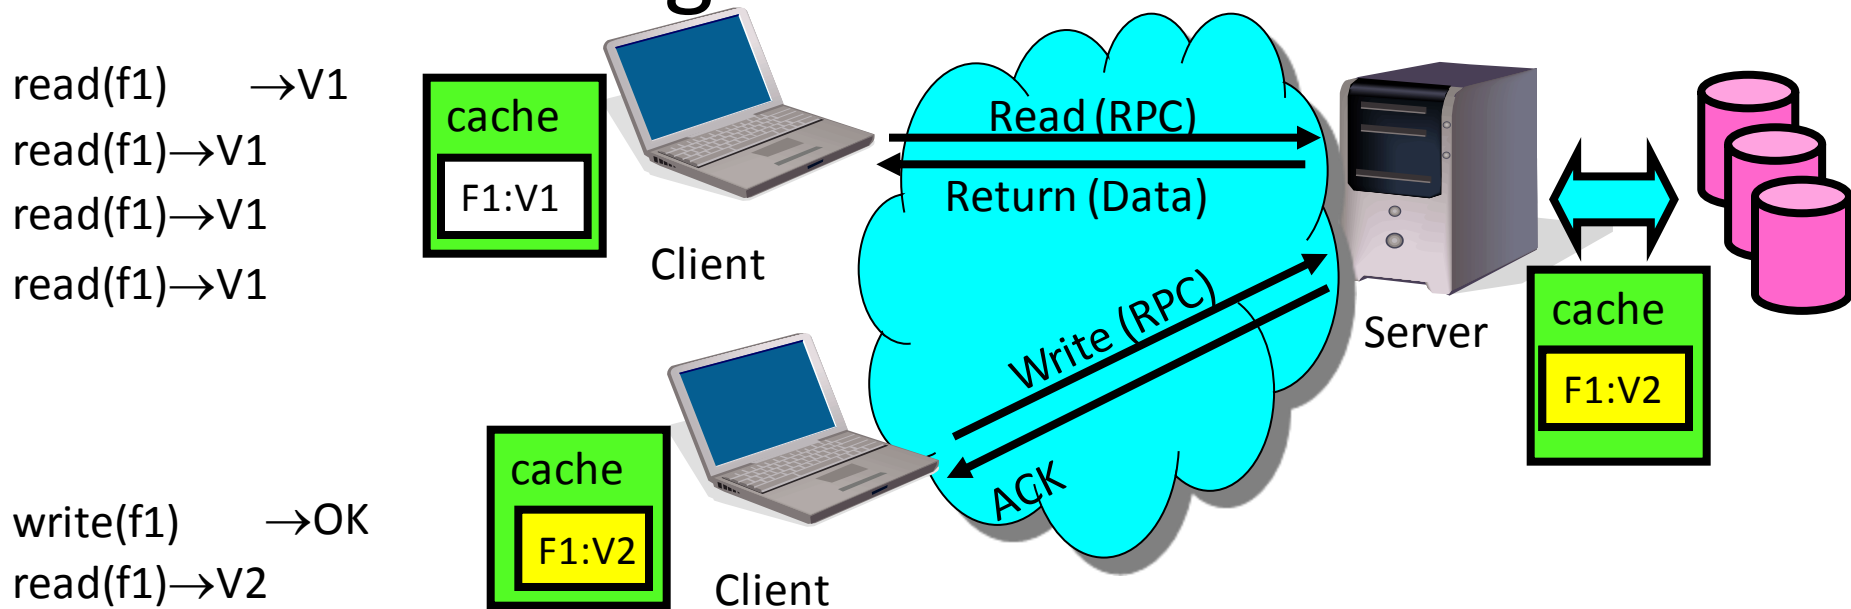 g
read(f1) →V1
read(f1)→V1
read(f1)→V1
read(f1)→V1
cache
F1:V1
Client
Read (RPC)
Return (Data)
Write (RPC)
ACK
Server
cache
F1:V2
write(f1) →OK
read(f1)→V2
cache
F1:V2
Client